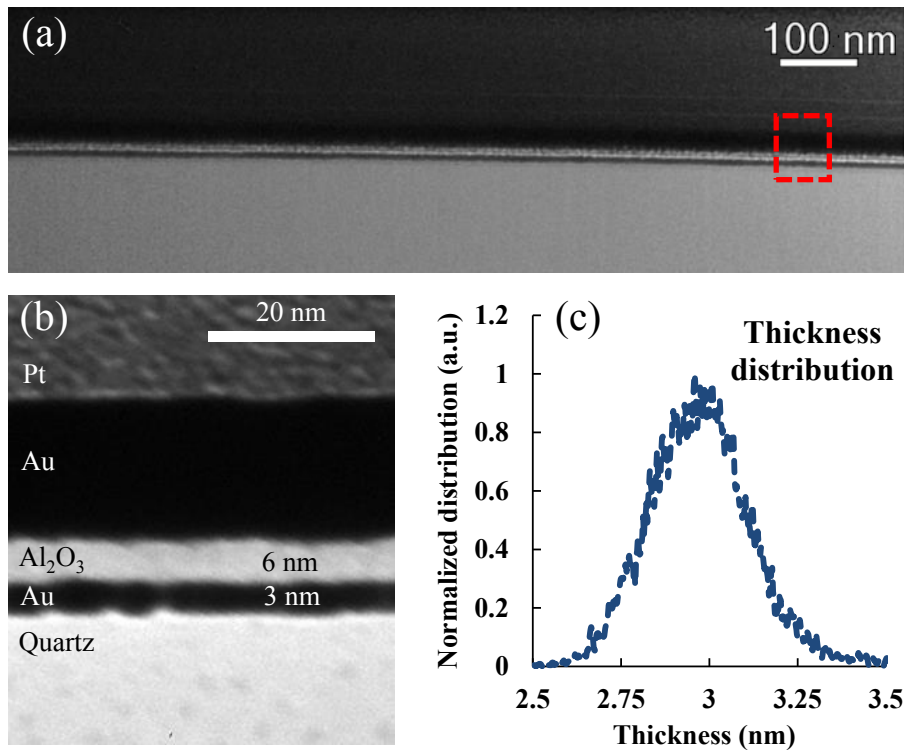 (a)
100 nm
(b)
20 nm
Pt
Au
Al₂O₃
6 nm
Au
3 nm
Quartz
(c)
Thickness
distribution
Normalized distribution (a.u.)
1.2
1
0.8
0.6
0.4
0.2
0
2.5 2.75 3 3.25 3.5
Thickness (nm)